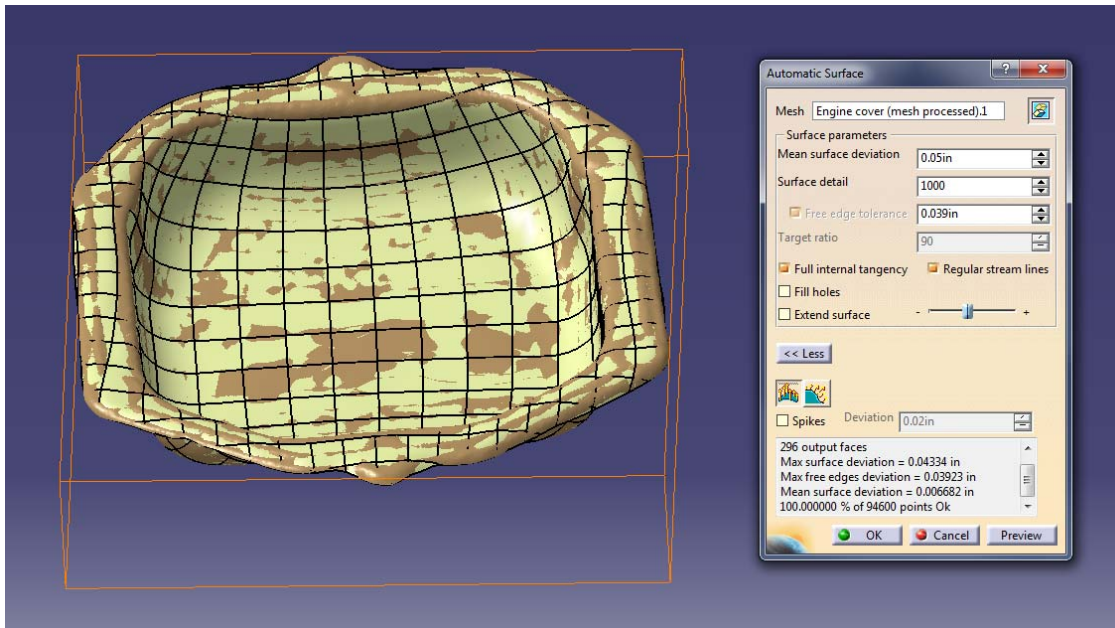 Automatic Surface
Mesh Engine cover (mesh processed).1
Surface parameters
Mean surface deviation 0.05in
Surface detail 1000
Free edge tolerance 0.039in
Target ratio 90
Full internal tangency Regular stream lines
Fill holes
Extend surface - +
<< Less
Spikes Deviation 0.02in
296 output faces
Max surface deviation = 0.04334 in
Max free edges deviation = 0.03923 in
Mean surface deviation = 0.006682 in
100.000000 % of 94600 points Ok
OK Cancel Preview